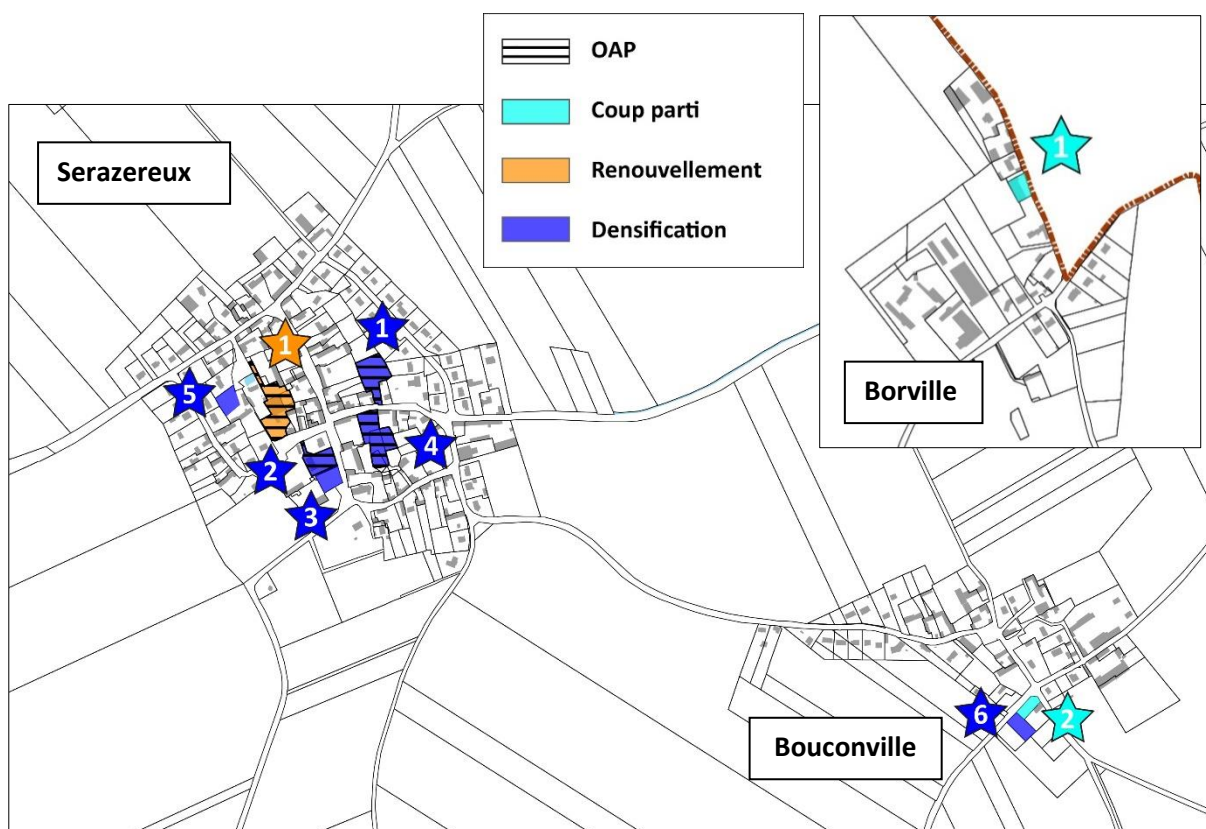 OAP
Coup parti
Renouvellement
Densification
Serazereux
1
1
5
2
4
3
1
Borville
6
2
Bouconville